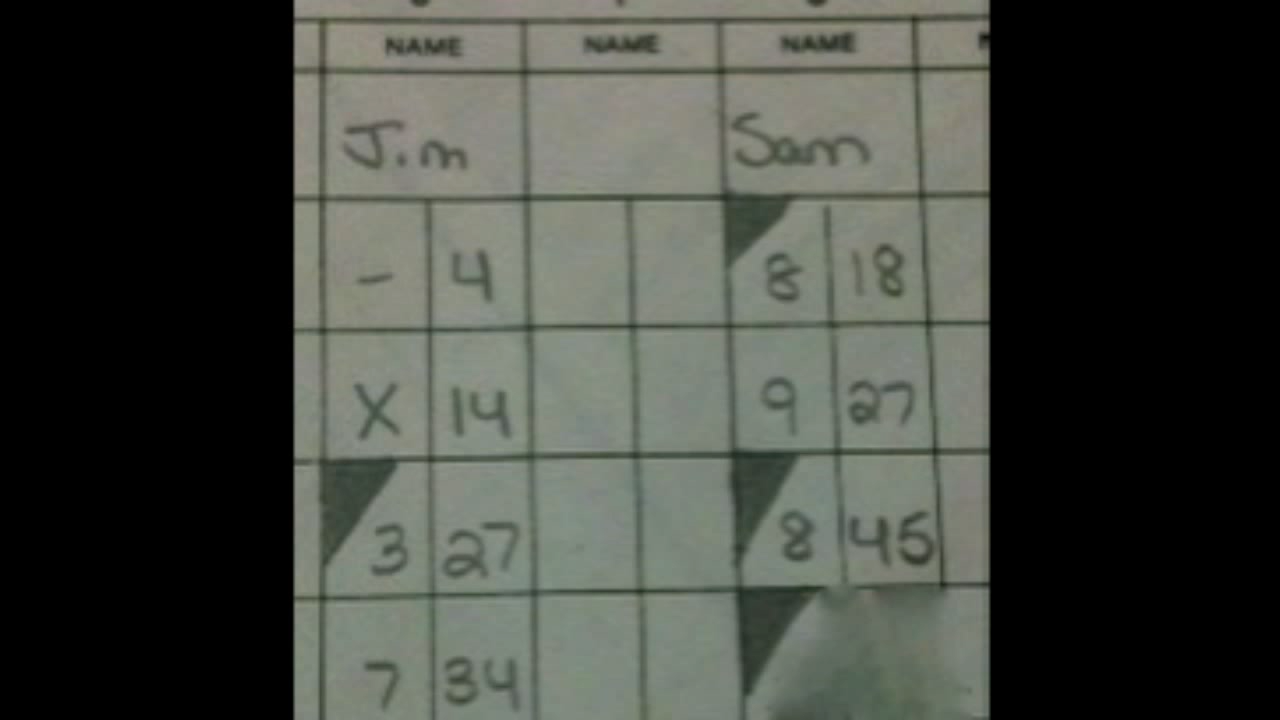 NAME NAME NAME
Jim Sam
- 4 8 18
X 14 9 27
3 27 8 45
7 34